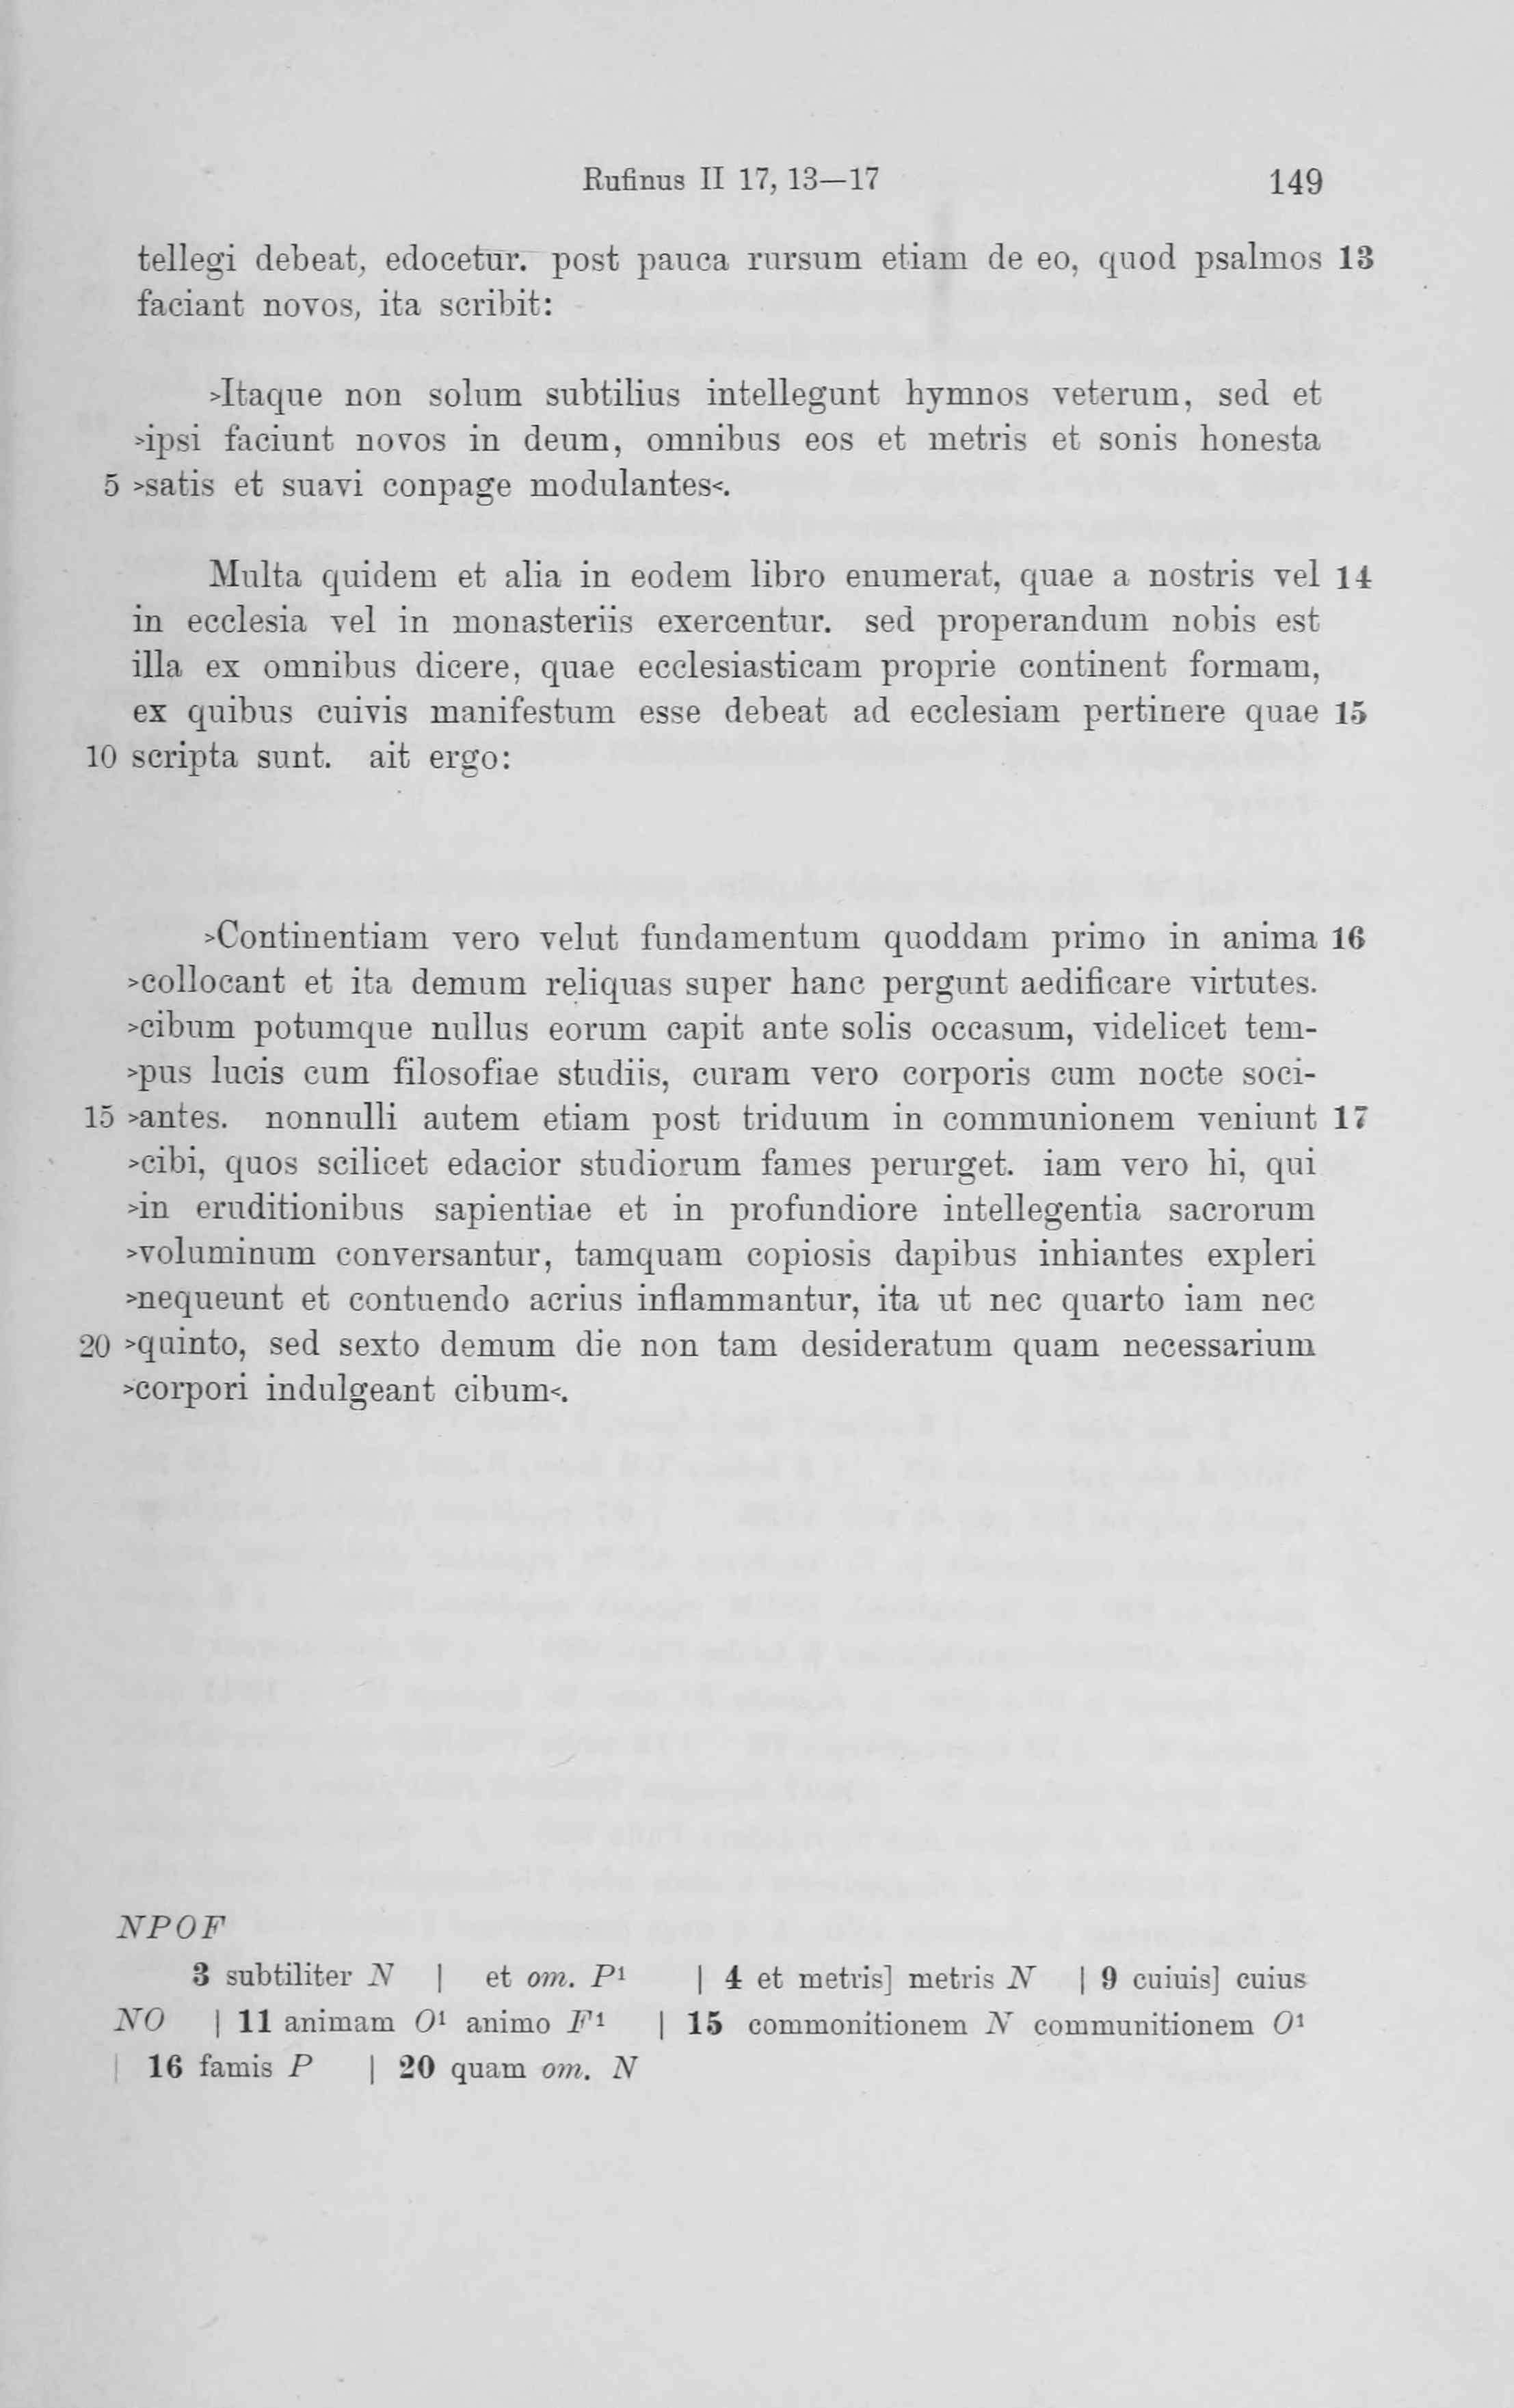 Rufinus II 17, 13—17 149
tellegi debeat, edocetur. post pauca rursum etiam de eo, quod psalmos 13
faciant novos, ita scribit:
>Itaque non solum subtilius intellegunt hymnos veterum, sed et
>ipsi faciunt novos in deum, omnibus eos et metris et sonis honesta
5 >satis et suavi conpage modulantes<.
Multa quidem et alia in eodem libro enumerat, quae a nostris vel 14
in ecclesia vel in monasteriis exercentur. sed properandum nobis est
illa ex omnibus dicere, quae ecclesiasticam proprie continent formam,
ex quibus cuivis manifestum esse debeat ad ecclesiam pertinere quae 15
10 scripta sunt. ait ergo:
>Continentiam vero velut fundamentum quoddam primo in anima 16
>collocant et ita demum reliquas super hanc pergunt aedificare virtutes.
>cibum potumque nullus eorum capit ante solis occasum, videlicet tem-
>pus lucis cum filosofiae studiis, curam vero corporis cum nocte soci-
15 >antes. nonnulli autem etiam post triduum in communionem veniunt 17
>cibi, quos scilicet edacior studiorum fames perurget. iam vero hi, qui
>in eruditionibus sapientiae et in profundiore intellegentia sacrorum
>voluminum conversantur, tamquam copiosis dapibus inhiantes expleri
>nequeunt et contuendo acrius inflammantur, ita ut nec quarto iam nec
20 >quinto, sed sexto demum die non tam desideratum quam necessarium
>corpori indulgeant cibum<.
NPOF
3 subtiliter N | et om. P¹ | 4 et metris] metris N | 9 cuiuis] cuius
NO | 11 animam O¹ animo F¹ | 15 commonitionem N communitionem O¹
| 16 famis P | 20 quam om. N